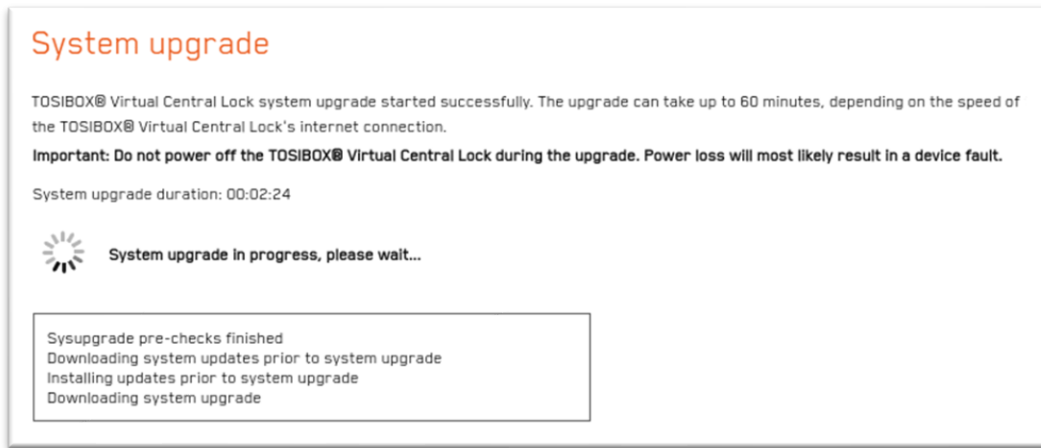 System upgrade
TOSIBOX® Virtual Central Lock system upgrade started successfully. The upgrade can take up to 60 minutes, depending on the speed of
the TOSIBOX® Virtual Central Lock's internet connection.
Important: Do not power off the TOSIBOX® Virtual Central Lock during the upgrade. Power loss will most likely result in a device fault.
System upgrade duration: 00:02:24
System upgrade in progress, please wait...
Sysupgrade pre-checks finished
Downloading system updates prior to system upgrade
Installing updates prior to system upgrade
Downloading system upgrade